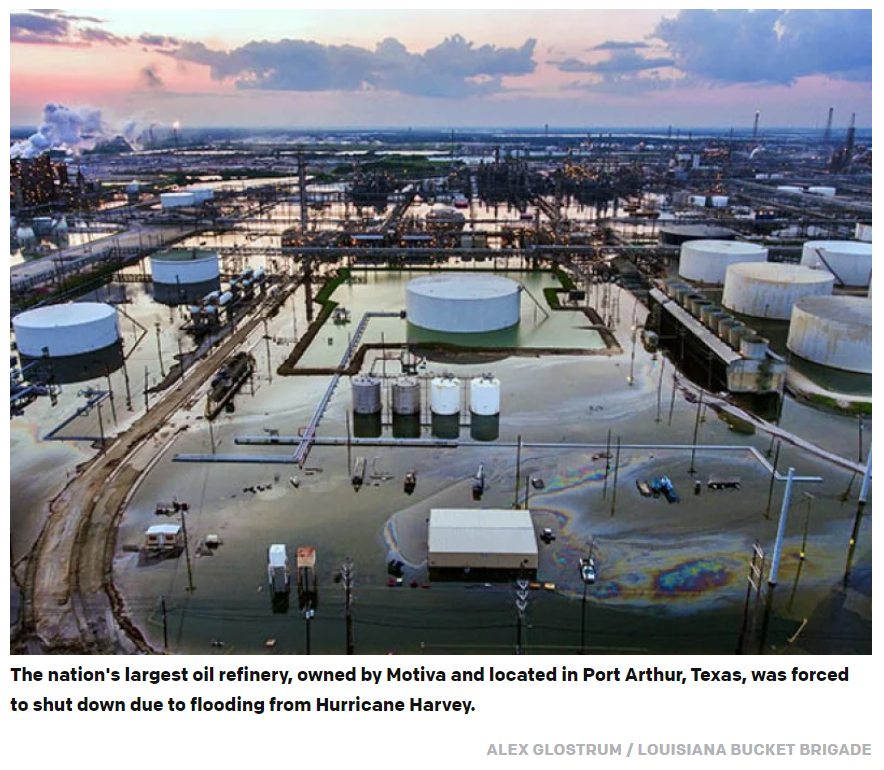 The nation's largest oil refinery, owned by Motiva and located in Port Arthur, Texas, was forced
to shut down due to flooding from Hurricane Harvey.
ALEX GLOSTRUM / LOUISIANA BUCKET BRIGADE